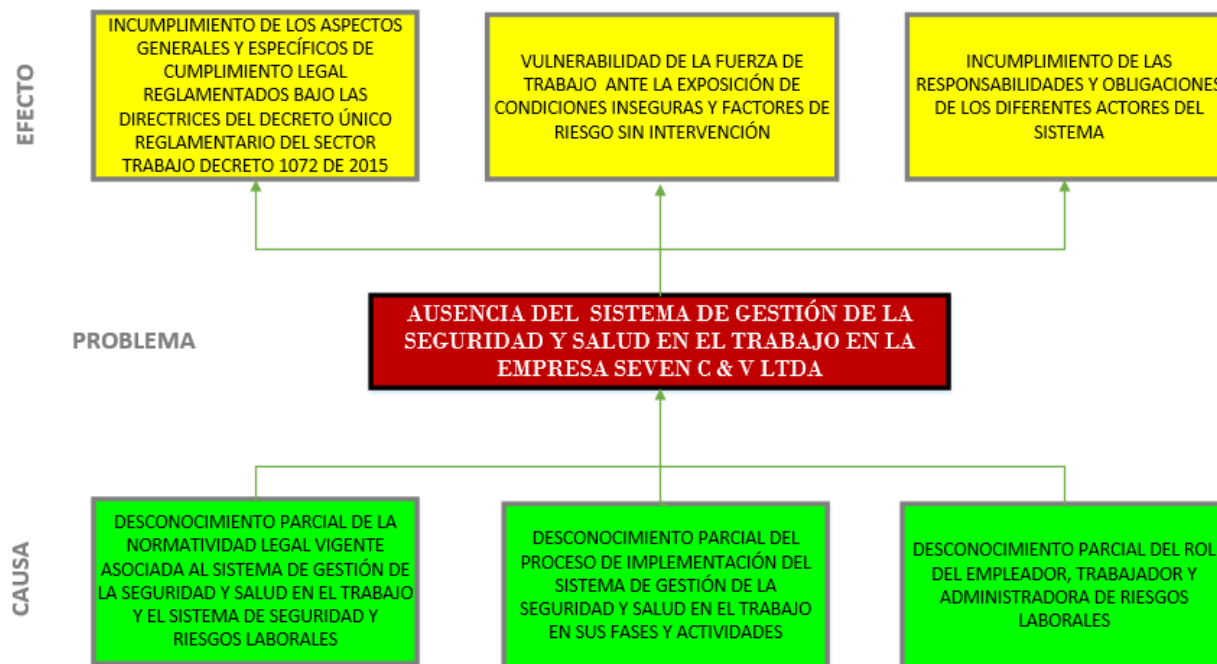 EFECTO
INCUMPLIMIENTO DE LOS ASPECTOS
GENERALES Y ESPECÍFICOS DE
CUMPLIMIENTO LEGAL
REGLAMENTADOS BAJO LAS
DIRECTRICES DEL DECRETO ÚNICO
REGLAMENTARIO DEL SECTOR
TRABAJO DECRETO 1072 DE 2015
VULNERABILIDAD DE LA FUERZA DE
TRABAJO ANTE LA EXPOSICIÓN DE
CONDICIONES INSEGURAS Y FACTORES DE
RIESGO SIN INTERVENCIÓN
INCUMPLIMIENTO DE LAS
RESPONSABILIDADES Y OBLIGACIONES
DE LOS DIFERENTES ACTORES DEL
SISTEMA
PROBLEMA
AUSENCIA DEL SISTEMA DE GESTIÓN DE LA
SEGURIDAD Y SALUD EN EL TRABAJO EN LA
EMPRESA SEVEN C & V LTDA
CAUSA
DESCONOCIMIENTO PARCIAL DE LA
NORMATIVIDAD LEGAL VIGENTE
ASOCIADA AL SISTEMA DE GESTIÓN DE
LA SEGURIDAD Y SALUD EN EL TRABAJO
Y EL SISTEMA DE SEGURIDAD Y
RIESGOS LABORALES
DESCONOCIMIENTO PARCIAL DEL
PROCESO DE IMPLEMENTACIÓN DEL
SISTEMA DE GESTIÓN DE LA
SEGURIDAD Y SALUD EN EL TRABAJO
EN SUS FASES Y ACTIVIDADES
DESCONOCIMIENTO PARCIAL DEL ROL
DEL EMPLEADOR, TRABAJADOR Y
ADMINISTRADORA DE RIESGOS
LABORALES